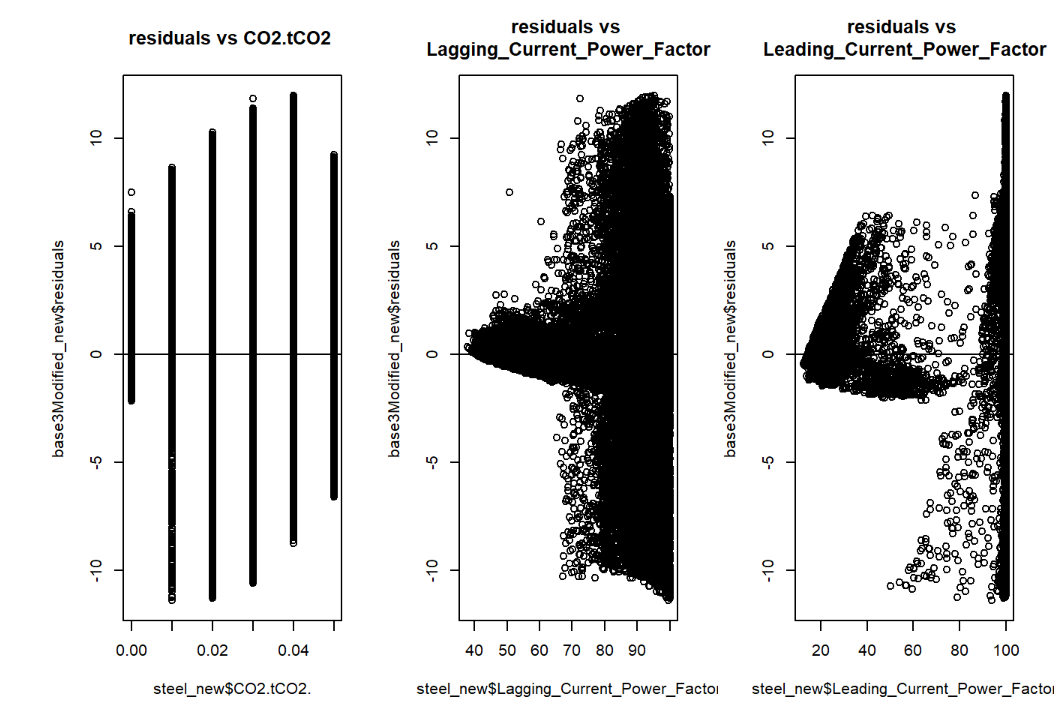 residuals vs CO2.tCO2
10
5
0
-5
-10
0.00
0.02
0.04
base3Modified_new$residuals
steel_new$CO2.tCO2.
residuals vs
Lagging_Current_Power_Factor
10
5
0
-5
-10
40
50
60
70
80
90
base3Modified_new$residuals
steel_new$Lagging_Current_Power_Factor
residuals vs
Leading_Current_Power_Factor
10
5
0
-5
-10
20
40
60
80
100
base3Modified_new$residuals
steel_new$Leading_Current_Power_Factor